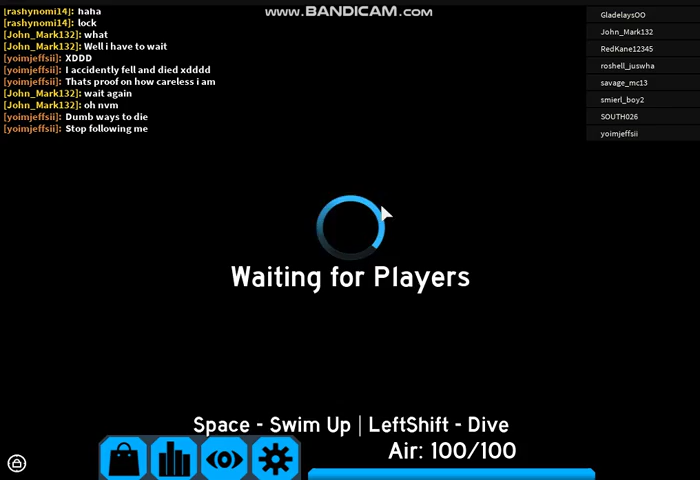 www.BANDICAM.com
[rashynomi14]: haha
[rashynomi14]: lock
[John_Mark132]: what
[John_Mark132]: Well i have to wait
[yoimjeffsii]: XDDD
[yoimjeffsii]: I accidently fell and died xdddd
[yoimjeffsii]: Thats proof on how careless i am
[John_Mark132]: wait again
[John_Mark132]: oh nvm
[yoimjeffsii]: Dumb ways to die
[yoimjeffsii]: Stop following me
GladelaysOO
John_Mark132
RedKane12345
roshell_juswha
savage_mc13
smierl_boy2
SOUTH026
yoimjeffsii
Waiting for Players
Space - Swim Up | LeftShift - Dive
Air: 100/100